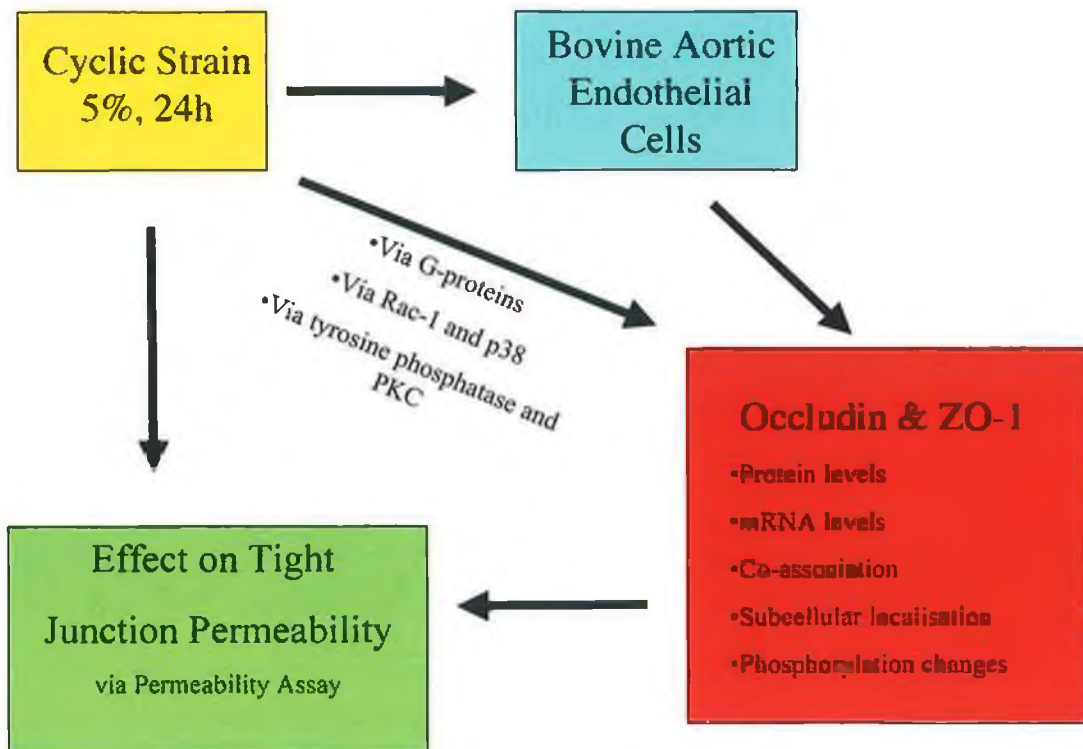 Cyclic Strain
5%, 24h
Bovine Aortic
Endothelial
Cells
•Via G-proteins
•Via Rac-1 and p38
•Via tyrosine phosphatase and
PKC
Occludin & ZO-1
•Protein levels
•mRNA levels
•Co-association
•Subcellular localisation
•Phosphorylation changes
Effect on Tight
Junction Permeability
via Permeability Assay